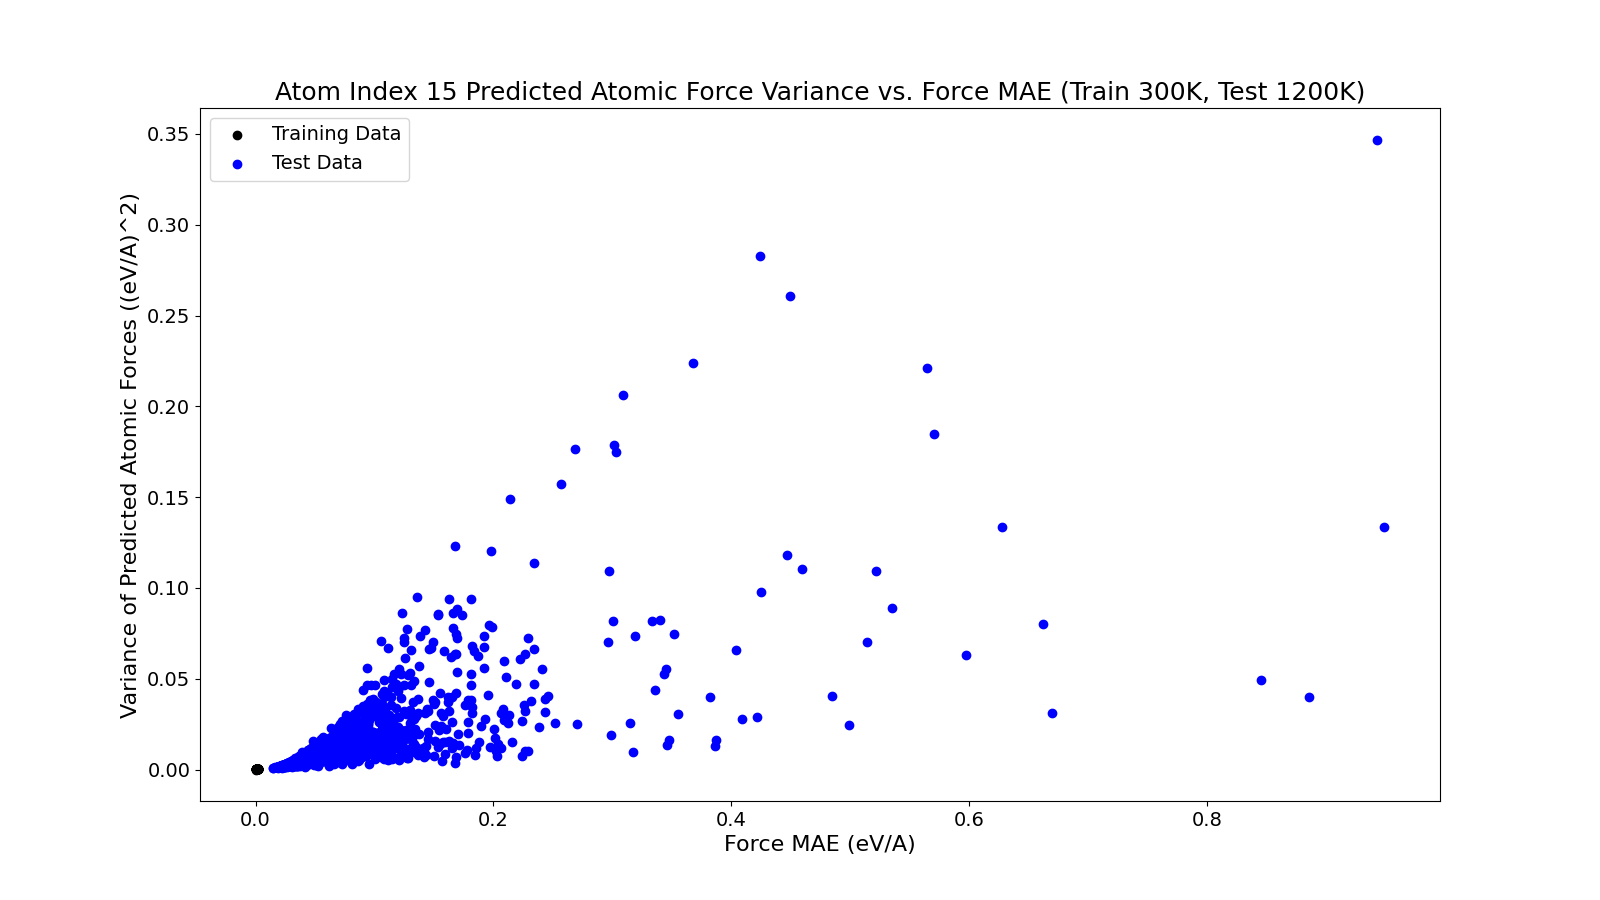 Atom Index 15 Predicted Atomic Force Variance vs. Force MAE (Train 300K, Test 1200K)
Training Data
Test Data
Variance of Predicted Atomic Forces ((eV/A)^2)
0.35
0.30
0.25
0.20
0.15
0.10
0.05
0.00
0.0 0.2 0.4 0.6 0.8
Force MAE (eV/A)